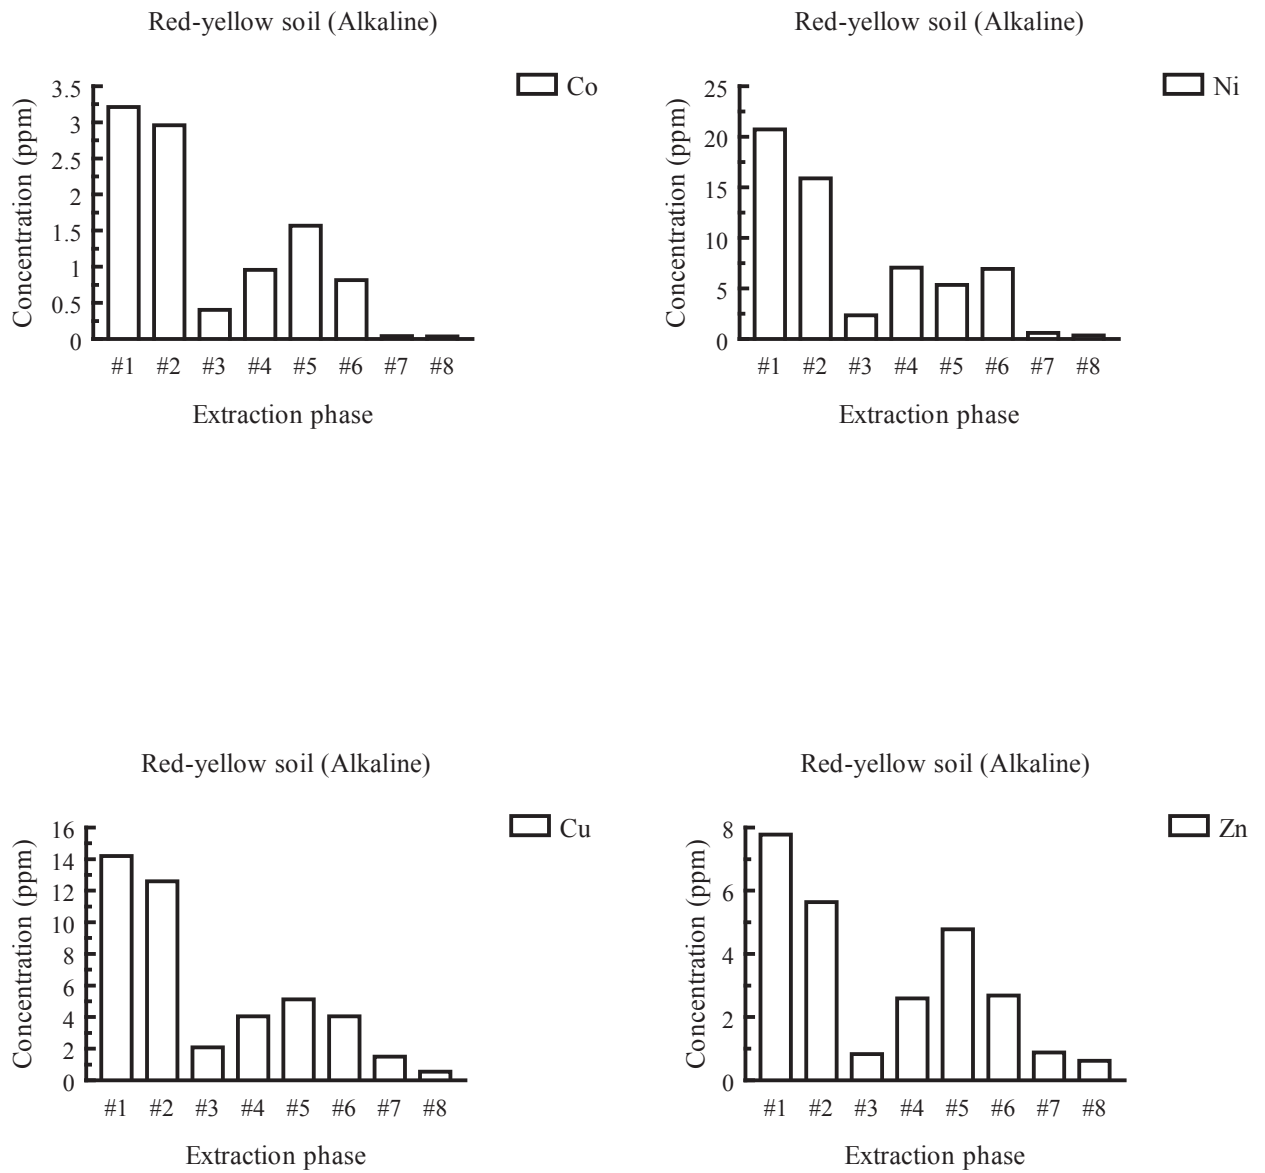 Red-yellow soil (Alkaline)
Co
Concentration (ppm)
3.5
3
2.5
2
1.5
1
0.5
0
#1 #2 #3 #4 #5 #6 #7 #8
Extraction phase
Red-yellow soil (Alkaline)
Ni
Concentration (ppm)
25
20
15
10
5
0
#1 #2 #3 #4 #5 #6 #7 #8
Extraction phase
Red-yellow soil (Alkaline)
Cu
Concentration (ppm)
16
14
12
10
8
6
4
2
0
#1 #2 #3 #4 #5 #6 #7 #8
Extraction phase
Red-yellow soil (Alkaline)
Zn
Concentration (ppm)
8
6
4
2
0
#1 #2 #3 #4 #5 #6 #7 #8
Extraction phase